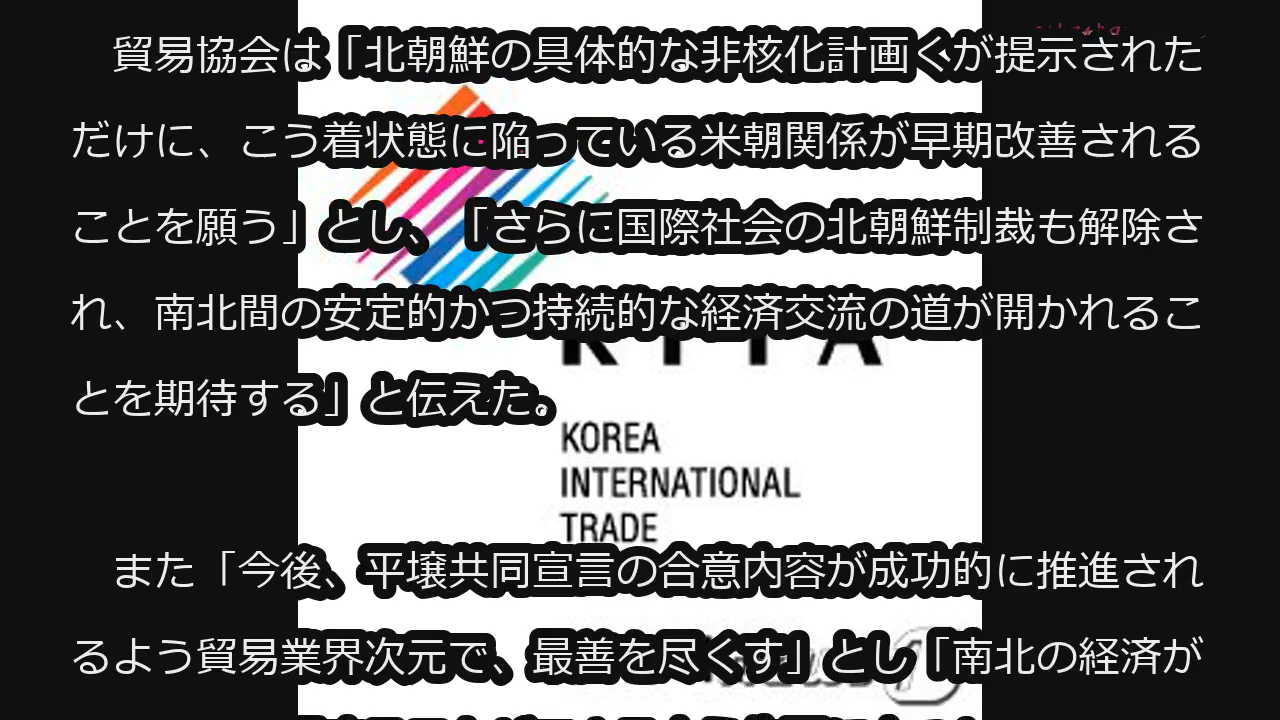 貿易協会は「北朝鮮の具体的な非核化計画くが提示された
だけに、こう着状態に陥っている米朝関係が早期改善される
ことを願う」とし、「さらに国際社会の北朝鮮制裁も解除さ
れ、南北間の安定的かつ持続的な経済交流の道が開かれるこ
とを期待する」と伝えた。
KITA
KOREA
INTERNATIONAL
TRADE
また「今後、平壌共同宣言の合意内容が成功的に推進され
るよう貿易業界次元で、最善を尽くす」とし「南北の経済が